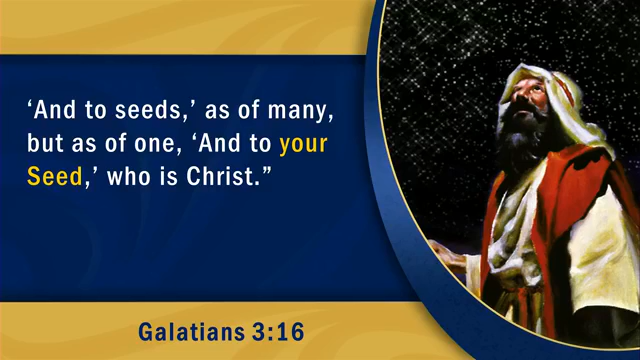 ‘And to seeds,’ as of many,
but as of one, ‘And to your
Seed,’ who is Christ.”
Galatians 3:16